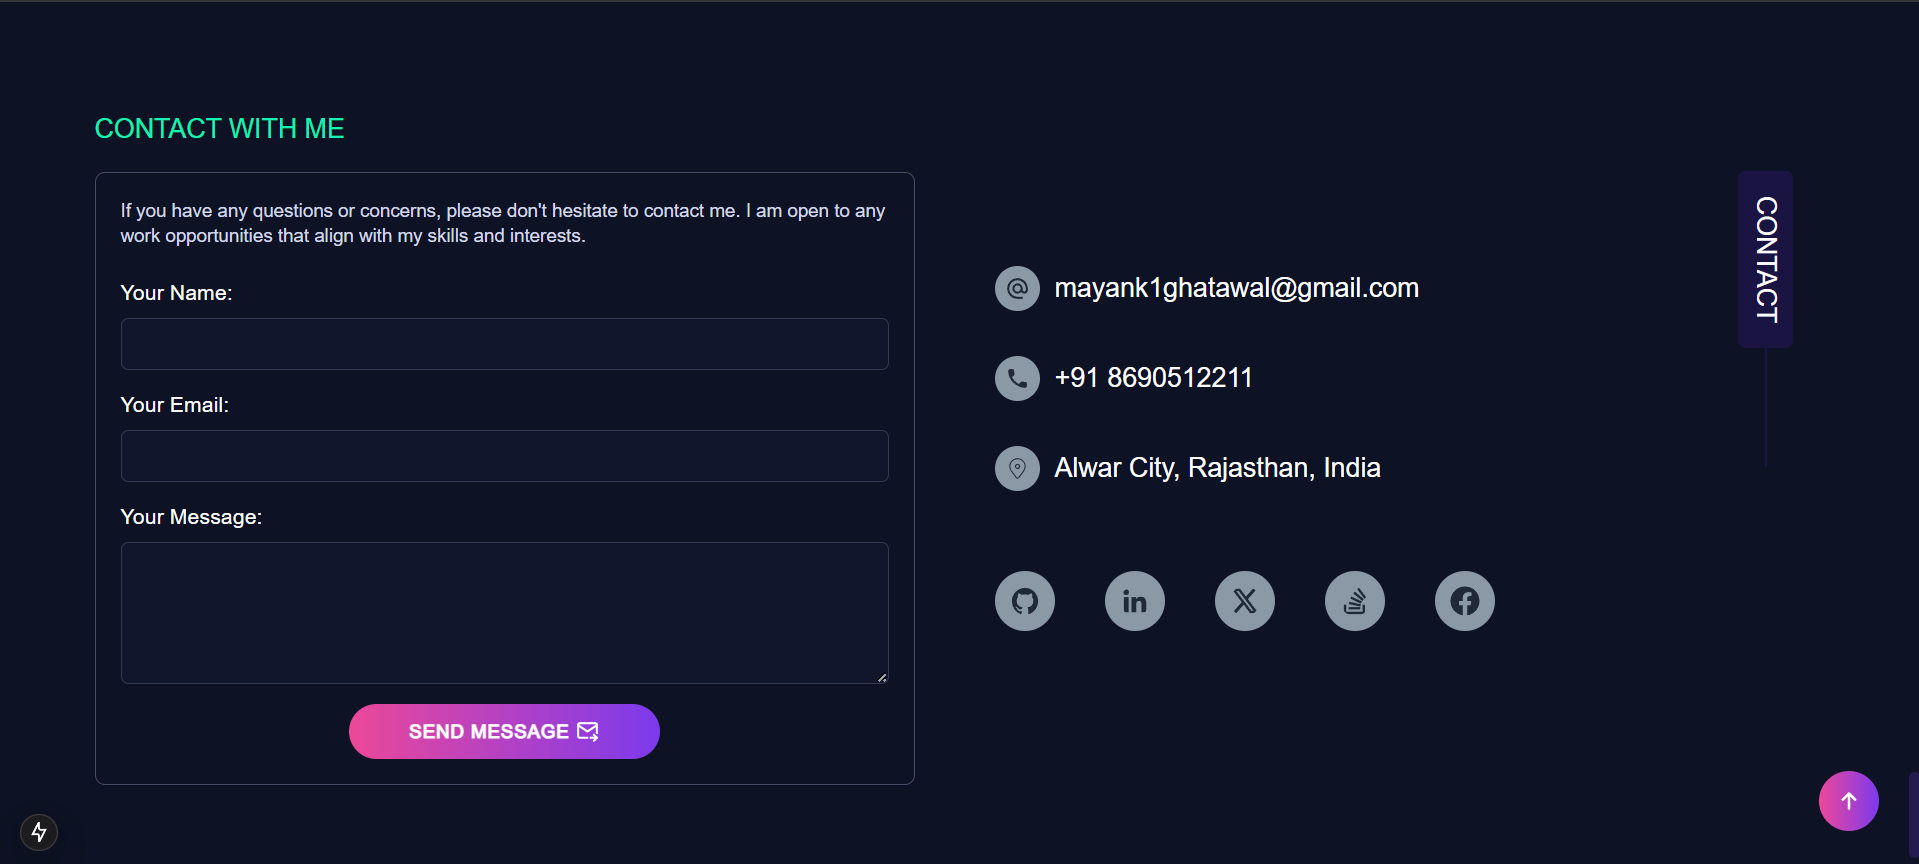 CONTACT WITH ME
If you have any questions or concerns, please don't hesitate to contact me. I am open to any
work opportunities that align with my skills and interests.
Your Name:
Your Email:
Your Message:
SEND MESSAGE
mayank1ghatawal@gmail.com
+91 8690512211
Alwar City, Rajasthan, India
CONTACT